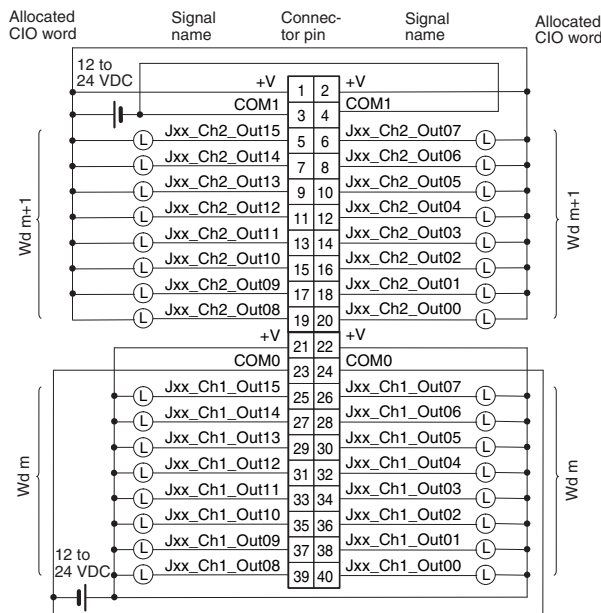 Allocated
CIO word
Signal
name
Connec-
tor pin
Signal
name
Allocated
CIO word
12 to
24 VDC
+V 1 2 +V
COM1 3 4 COM1
L Jxx_Ch2_Out15 5 6 Jxx_Ch2_Out07 L
L Jxx_Ch2_Out14 7 8 Jxx_Ch2_Out06 L
L Jxx_Ch2_Out13 9 10 Jxx_Ch2_Out05 L
L Jxx_Ch2_Out12 11 12 Jxx_Ch2_Out04 L
L Jxx_Ch2_Out11 13 14 Jxx_Ch2_Out03 L
L Jxx_Ch2_Out10 15 16 Jxx_Ch2_Out02 L
L Jxx_Ch2_Out09 17 18 Jxx_Ch2_Out01 L
L Jxx_Ch2_Out08 19 20 Jxx_Ch2_Out00 L
Wd m+1
Wd m+1
+V 21 22 +V
COM0 23 24 COM0
L Jxx_Ch1_Out15 25 26 Jxx_Ch1_Out07 L
L Jxx_Ch1_Out14 27 28 Jxx_Ch1_Out06 L
L Jxx_Ch1_Out13 29 30 Jxx_Ch1_Out05 L
L Jxx_Ch1_Out12 31 32 Jxx_Ch1_Out04 L
L Jxx_Ch1_Out11 33 34 Jxx_Ch1_Out03 L
L Jxx_Ch1_Out10 35 36 Jxx_Ch1_Out02 L
L Jxx_Ch1_Out09 37 38 Jxx_Ch1_Out01 L
L Jxx_Ch1_Out08 39 40 Jxx_Ch1_Out00 L
Wd m
Wd m
12 to
24 VDC